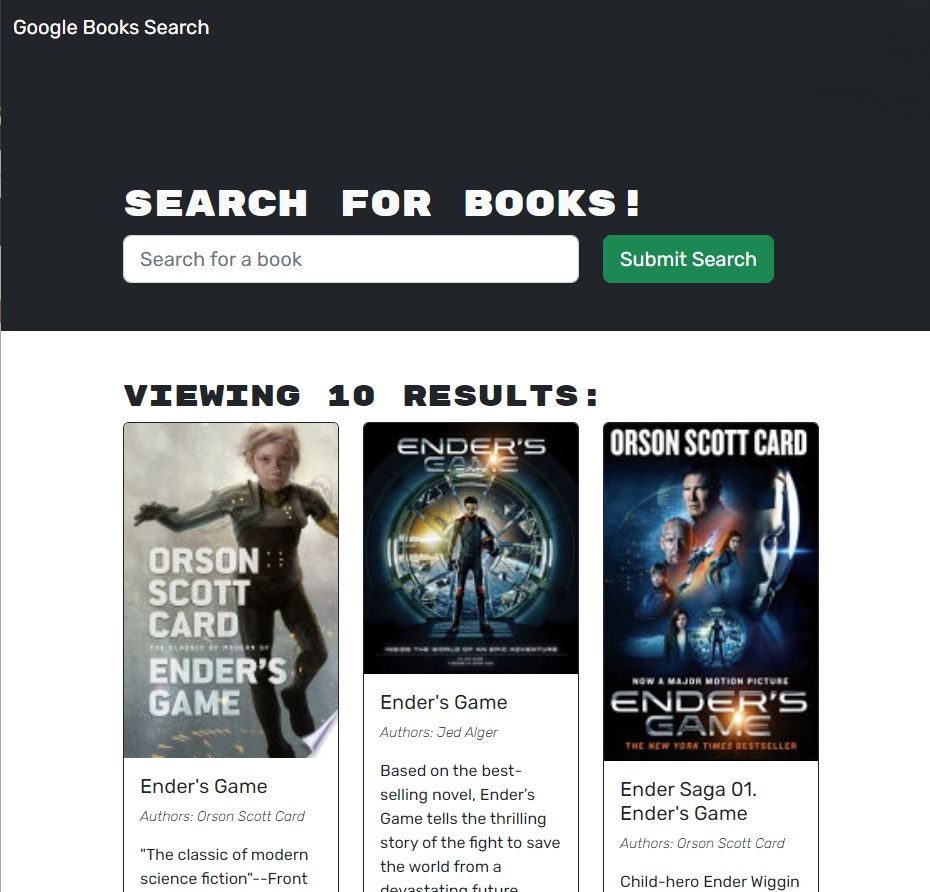 Google Books Search
SEARCH FOR BOOKS!
Search for a book
Submit Search
VIEWING 10 RESULTS:
ORSON
SCOTT
CARD
THE CLASSIC OF MODERN SF
ENDER'S
GAME
Ender's Game
Authors: Orson Scott Card
"The classic of modern
science fiction"--Front
ENDER'S
GAME
INSIDE THE WORLD OF AN EPIC ADVENTURE
Ender's Game
Authors: Jed Alger
Based on the best-
selling novel, Ender’s
Game tells the thrilling
story of the fight to save
the world from a
devastating future
ORSON SCOTT CARD
NOW A MAJOR MOTION PICTURE
ENDER'S
GAME
THE NEW YORK TIMES BESTSELLER
Ender Saga 01.
Ender's Game
Authors: Orson Scott Card
Child-hero Ender Wiggin